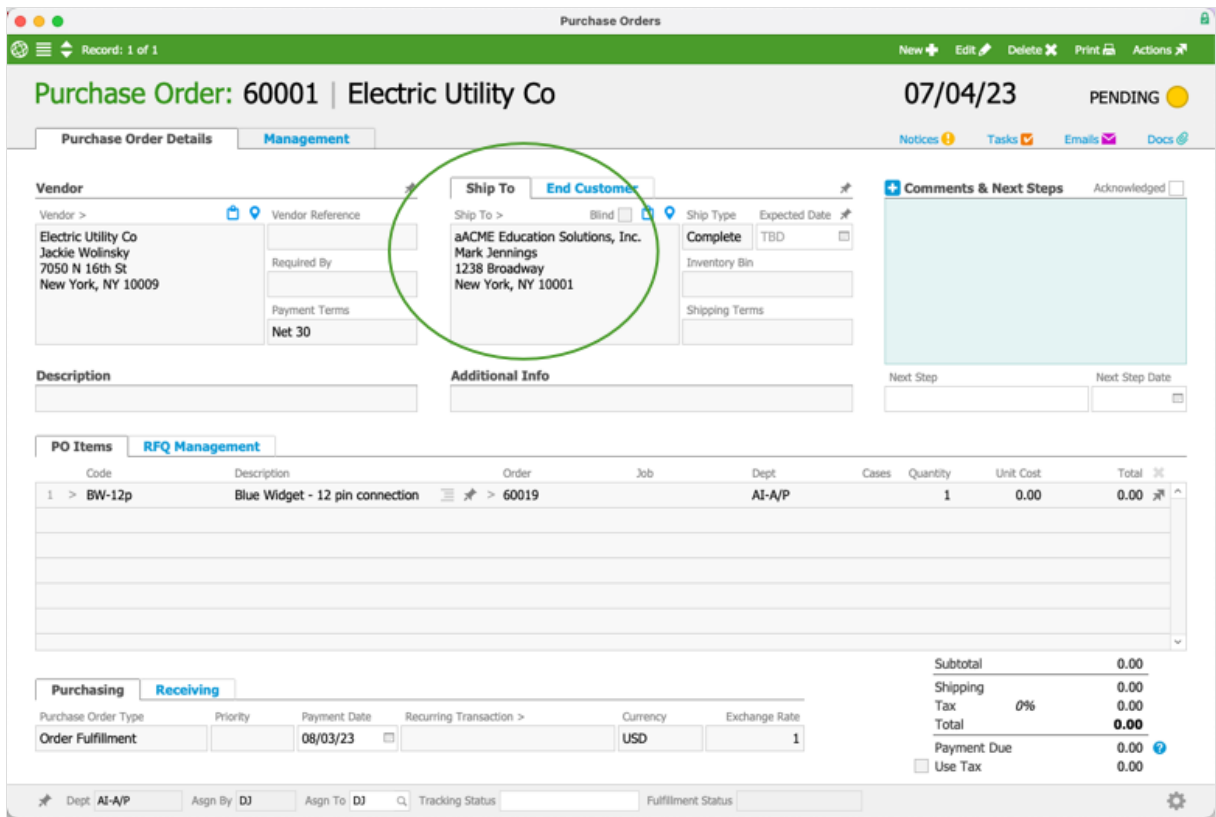 Purchase Orders
Record: 1 of 1 New Edit Delete Print Actions
Purchase Order: 60001 | Electric Utility Co 07/04/23 PENDING
Purchase Order Details Management Notices Tasks Emails Docs
Vendor Ship To End Customer Comments & Next Steps Acknowledged
Vendor > Vendor Reference Ship To > Blind Ship Type Expected Date
Electric Utility Co aACME Education Solutions, Inc. Complete TBD
Jackie Wolinsky Mark Jennings
7050 N 16th St Required By 1238 Broadway Inventory Bin
New York, NY 10009 New York, NY 10001
Payment Terms Shipping Terms
Net 30
Description Additional Info Next Step Next Step Date
PO Items RFQ Management
Code Description Order Job Dept Cases Quantity Unit Cost Total
1 > BW-12p Blue Widget - 12 pin connection > 60019 AI-A/P 1 0.00 0.00
Subtotal 0.00
Purchasing Receiving Shipping 0.00
Tax 0% 0.00
Purchase Order Type Priority Payment Date Recurring Transaction > Currency Exchange Rate Total 0.00
Order Fulfillment 08/03/23 USD 1
Payment Due 0.00 ?
Use Tax 0.00
Dept AI-A/P Asgn By DJ Asgn To DJ Tracking Status Fulfillment Status